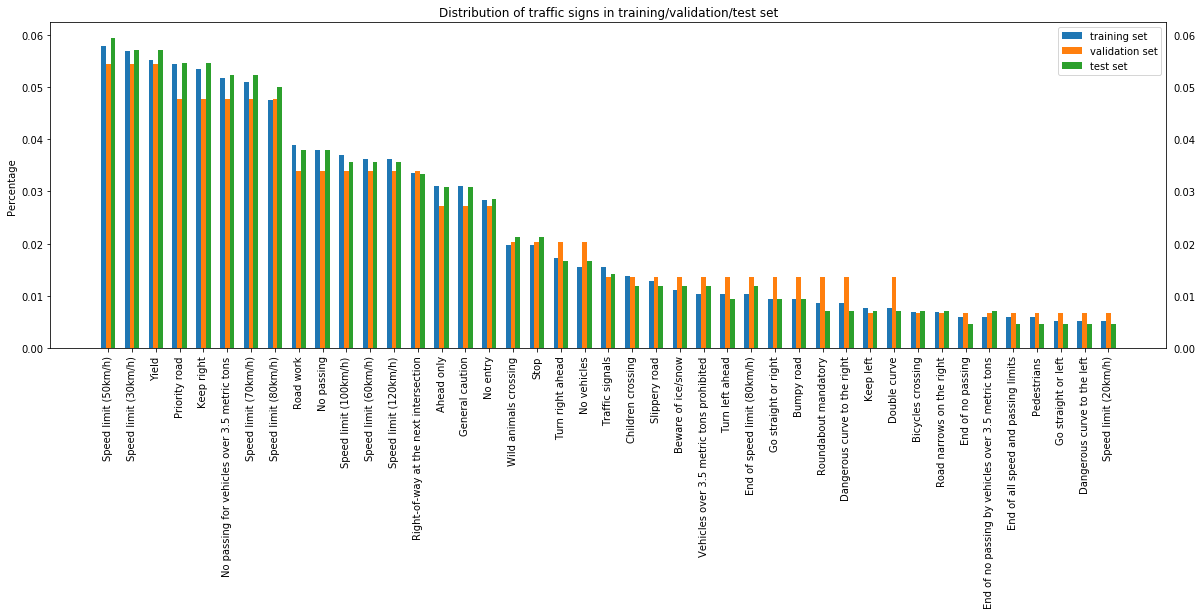 Distribution of traffic signs in training/validation/test set
training set
validation set
test set
Percentage
0.06
0.05
0.04
0.03
0.02
0.01
0.00
0.06
0.05
0.04
0.03
0.02
0.01
0.00
Speed limit (50km/h)
Speed limit (30km/h)
Yield
Priority road
Keep right
No passing for vehicles over 3.5 metric tons
Speed limit (70km/h)
Speed limit (80km/h)
Road work
No passing
Speed limit (100km/h)
Speed limit (60km/h)
Speed limit (120km/h)
Right-of-way at the next intersection
Ahead only
General caution
No entry
Wild animals crossing
Stop
Turn right ahead
No vehicles
Traffic signals
Children crossing
Slippery road
Beware of ice/snow
Vehicles over 3.5 metric tons prohibited
Turn left ahead
End of speed limit (80km/h)
Go straight or right
Bumpy road
Roundabout mandatory
Dangerous curve to the right
Keep left
Double curve
Bicycles crossing
Road narrows on the right
End of no passing
End of no passing by vehicles over 3.5 metric tons
End of all speed and passing limits
Pedestrians
Go straight or left
Dangerous curve to the left
Speed limit (20km/h)